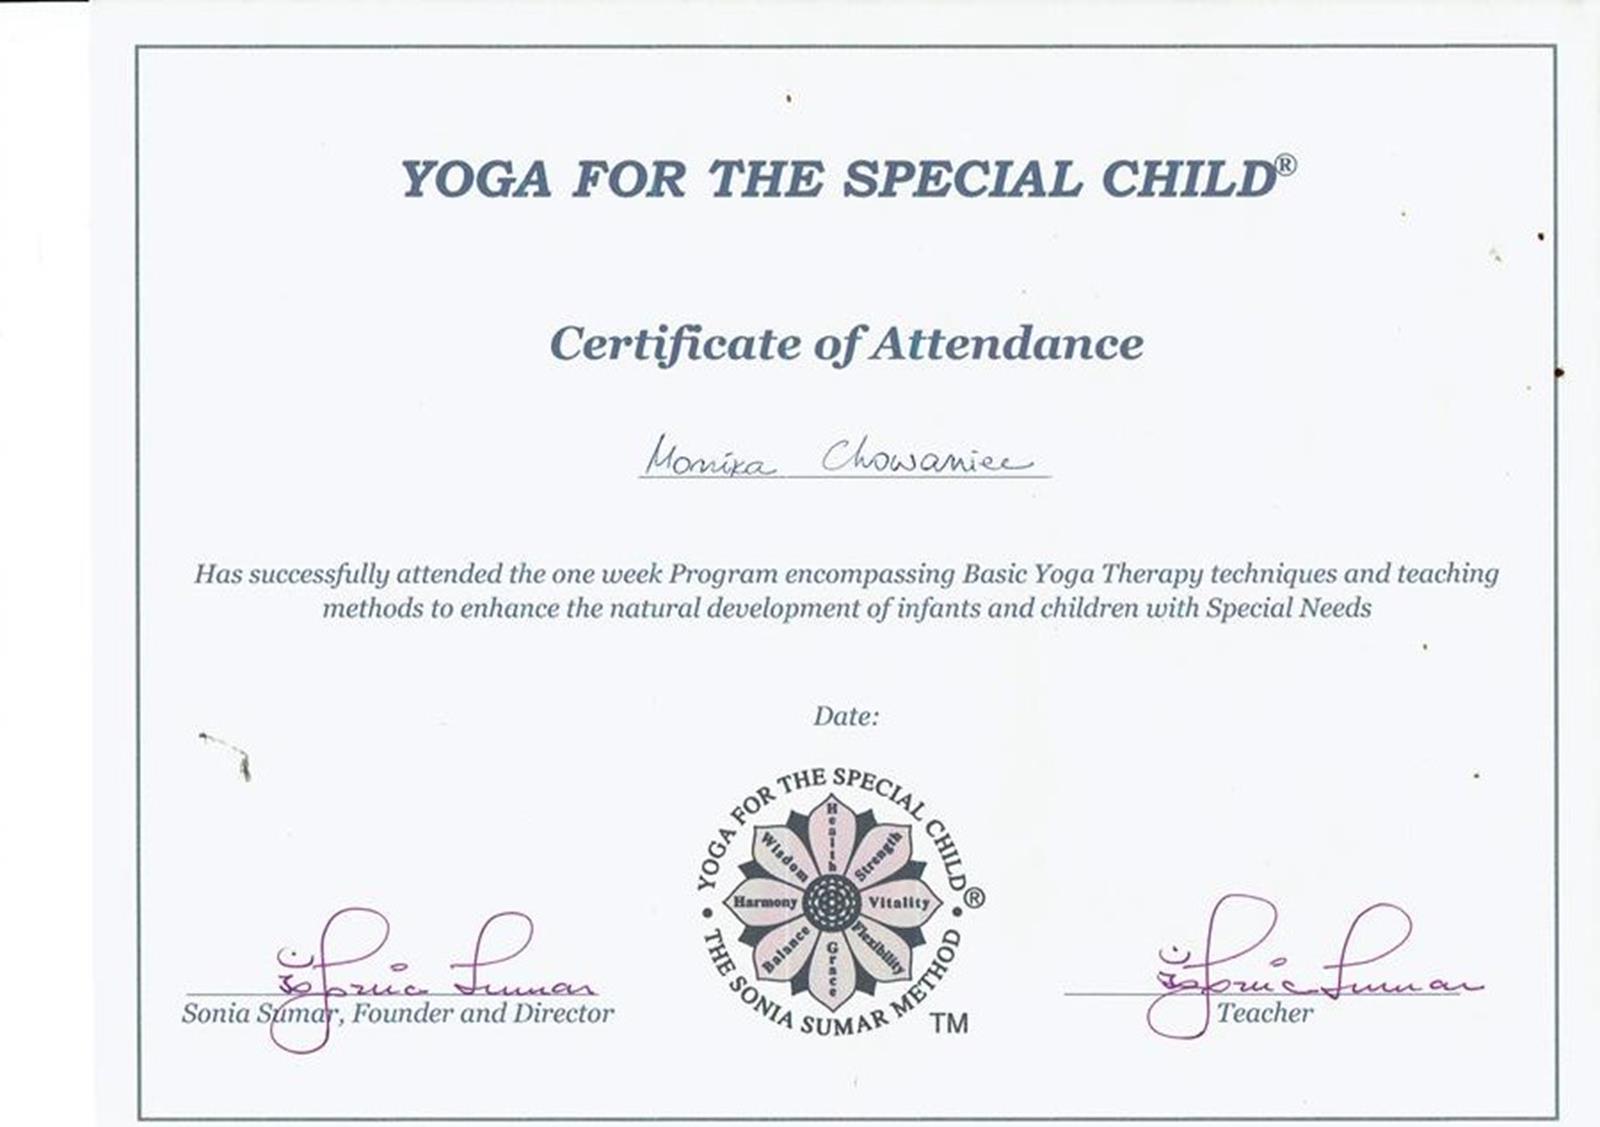 YOGA FOR THE SPECIAL CHILD®
Certificate of Attendance
Monika Chowaniec
Has successfully attended the one week Program encompassing Basic Yoga Therapy techniques and teaching
methods to enhance the natural development of infants and children with Special Needs
Date:
YOGA FOR THE SPECIAL CHILD®
Health
Strength
Vitality
Flexibility
Grace
Balance
Harmony
Wisdom
• THE SONIA SUMAR METHOD •
TM
Sonia Sumar
Sonia Sumar, Founder and Director
Sonia Sumar
Teacher